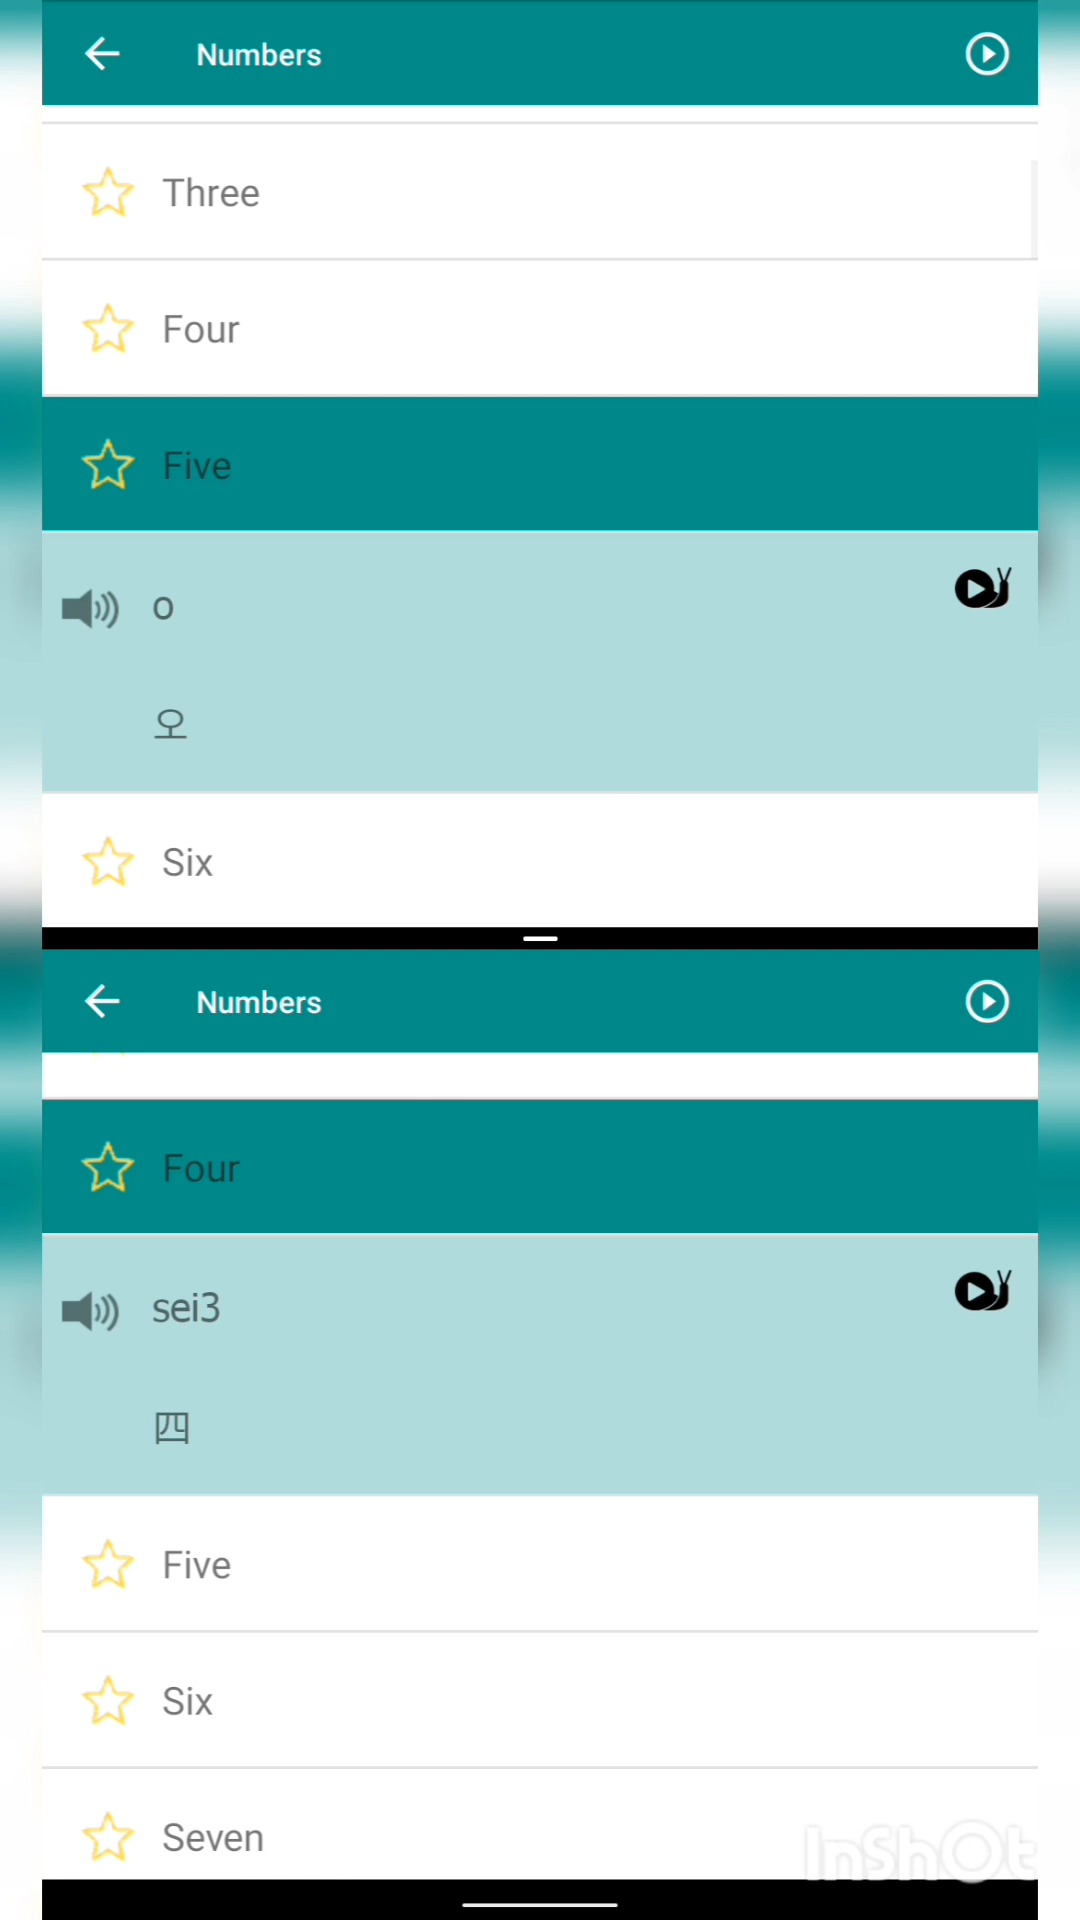 Numbers
Three
Four
Five
o
오
Six
Numbers
Four
sei3
四
Five
Six
Seven
InShOt